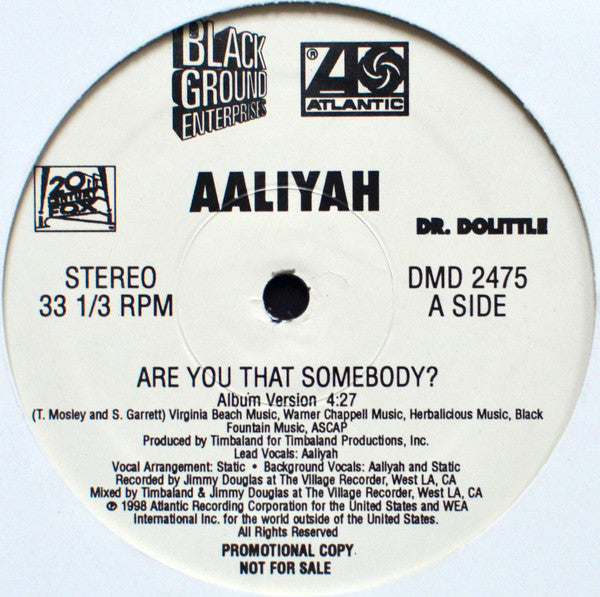 BLACK
GROUND
ENTERPRISES
®
ATLANTIC
20TH
CENTURY
FOX
AALIYAH
DR. DOLITTLE
STEREO
33 1/3 RPM
DMD 2475
A SIDE
ARE YOU THAT SOMEBODY?
Album Version 4:27
(T. Mosley and S. Garrett) Virginia Beach Music, Warner Chappell Music, Herbalicious Music, Black
Fountain Music, ASCAP
Produced by Timbaland for Timbaland Productions, Inc.
Lead Vocals: Aaliyah
Vocal Arrangement: Static • Background Vocals: Aaliyah and Static
Recorded by Jimmy Douglas at The Village Recorder, West LA, CA
Mixed by Timbaland & Jimmy Douglas at The Village Recorder, West LA, CA
℗ 1998 Atlantic Recording Corporation for the United States and WEA
International Inc. for the world outside of the United States.
All Rights Reserved
PROMOTIONAL COPY
NOT FOR SALE